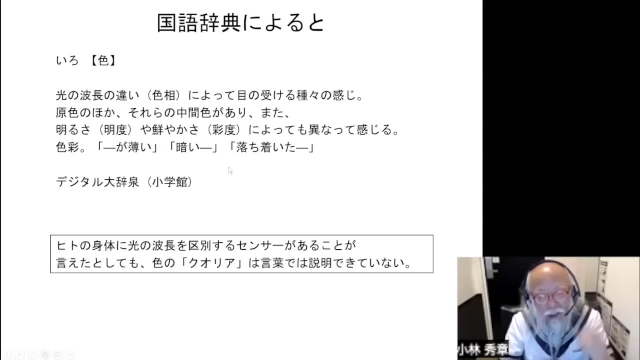 国語辞典によると
いろ 【色】
光の波長の違い（色相）によって目の受ける種々の感じ。
原色のほか、それらの中間色があり、また、
明るさ（明度）や鮮やかさ（彩度）によっても異なって感じる。
色彩。「―が薄い」「暗い―」「落ち着いた―」
デジタル大辞泉（小学館）
ヒトの身体に光の波長を区別するセンサーがあることが
言えたとしても、色の「クオリア」は言葉では説明できていない。
小林 秀章